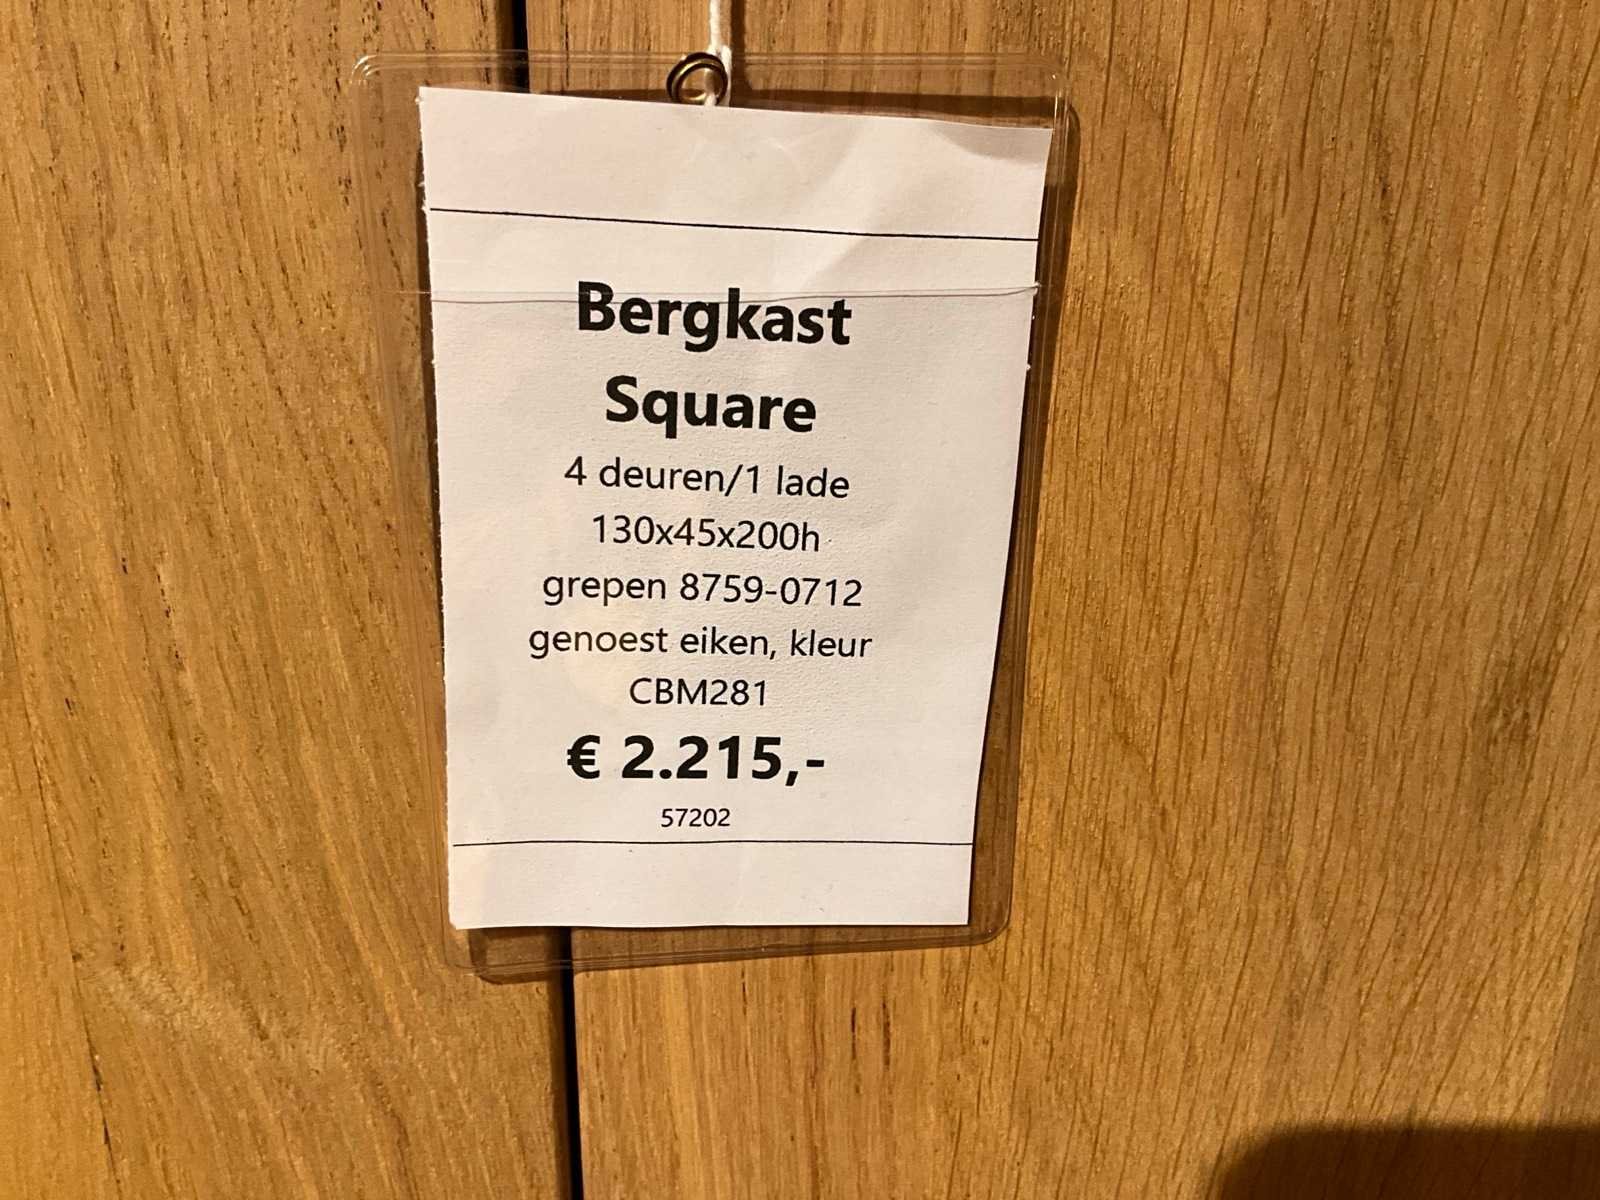 Bergkast
Square
4 deuren/1 lade
130x45x200h
grepen 8759-0712
genoest eiken, kleur
CBM281
€ 2.215,-
57202